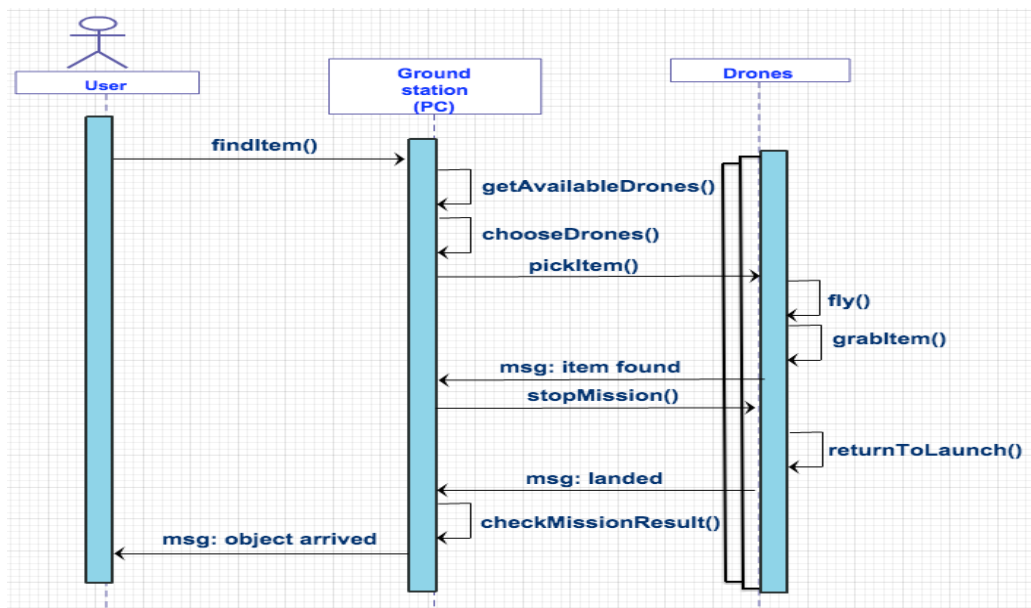 User
Ground
station
(PC)
Drones
findItem()
getAvailableDrones()
chooseDrones()
pickItem()
fly()
grabItem()
msg: item found
stopMission()
returnToLaunch()
msg: landed
checkMissionResult()
msg: object arrived